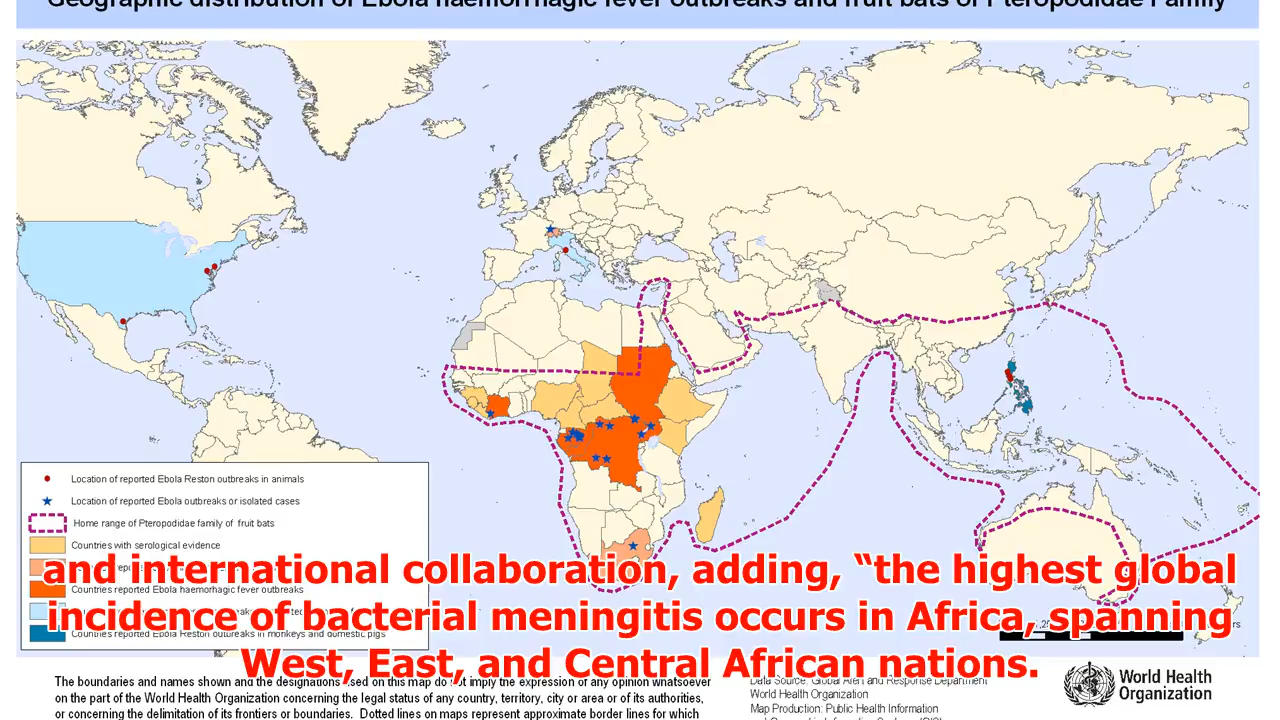 Geographic distribution of Ebola haemorrhagic fever outbreaks and fruit bats of Pteropodidae Family
Location of reported Ebola Reston outbreaks in animals
Location of reported Ebola outbreaks or isolated cases
Home range of Pteropodidae family of fruit bats
Countries with serological evidence
Countries reported Ebola haemorrhagic fever outbreaks
Countries reported Ebola Reston outbreaks in monkeys and domestic pigs
and international collaboration, adding, “the highest global
incidence of bacterial meningitis occurs in Africa, spanning
West, East, and Central African nations.
The boundaries and names shown and the designations used on this map do not imply the expression of any opinion whatsoever
on the part of the World Health Organization concerning the legal status of any country, territory, city or area or of its authorities,
or concerning the delimitation of its frontiers or boundaries. Dotted lines on maps represent approximate border lines for which
Data Source: Global Alert and Response Department
World Health Organization
Map Production: Public Health Information
World Health
Organization